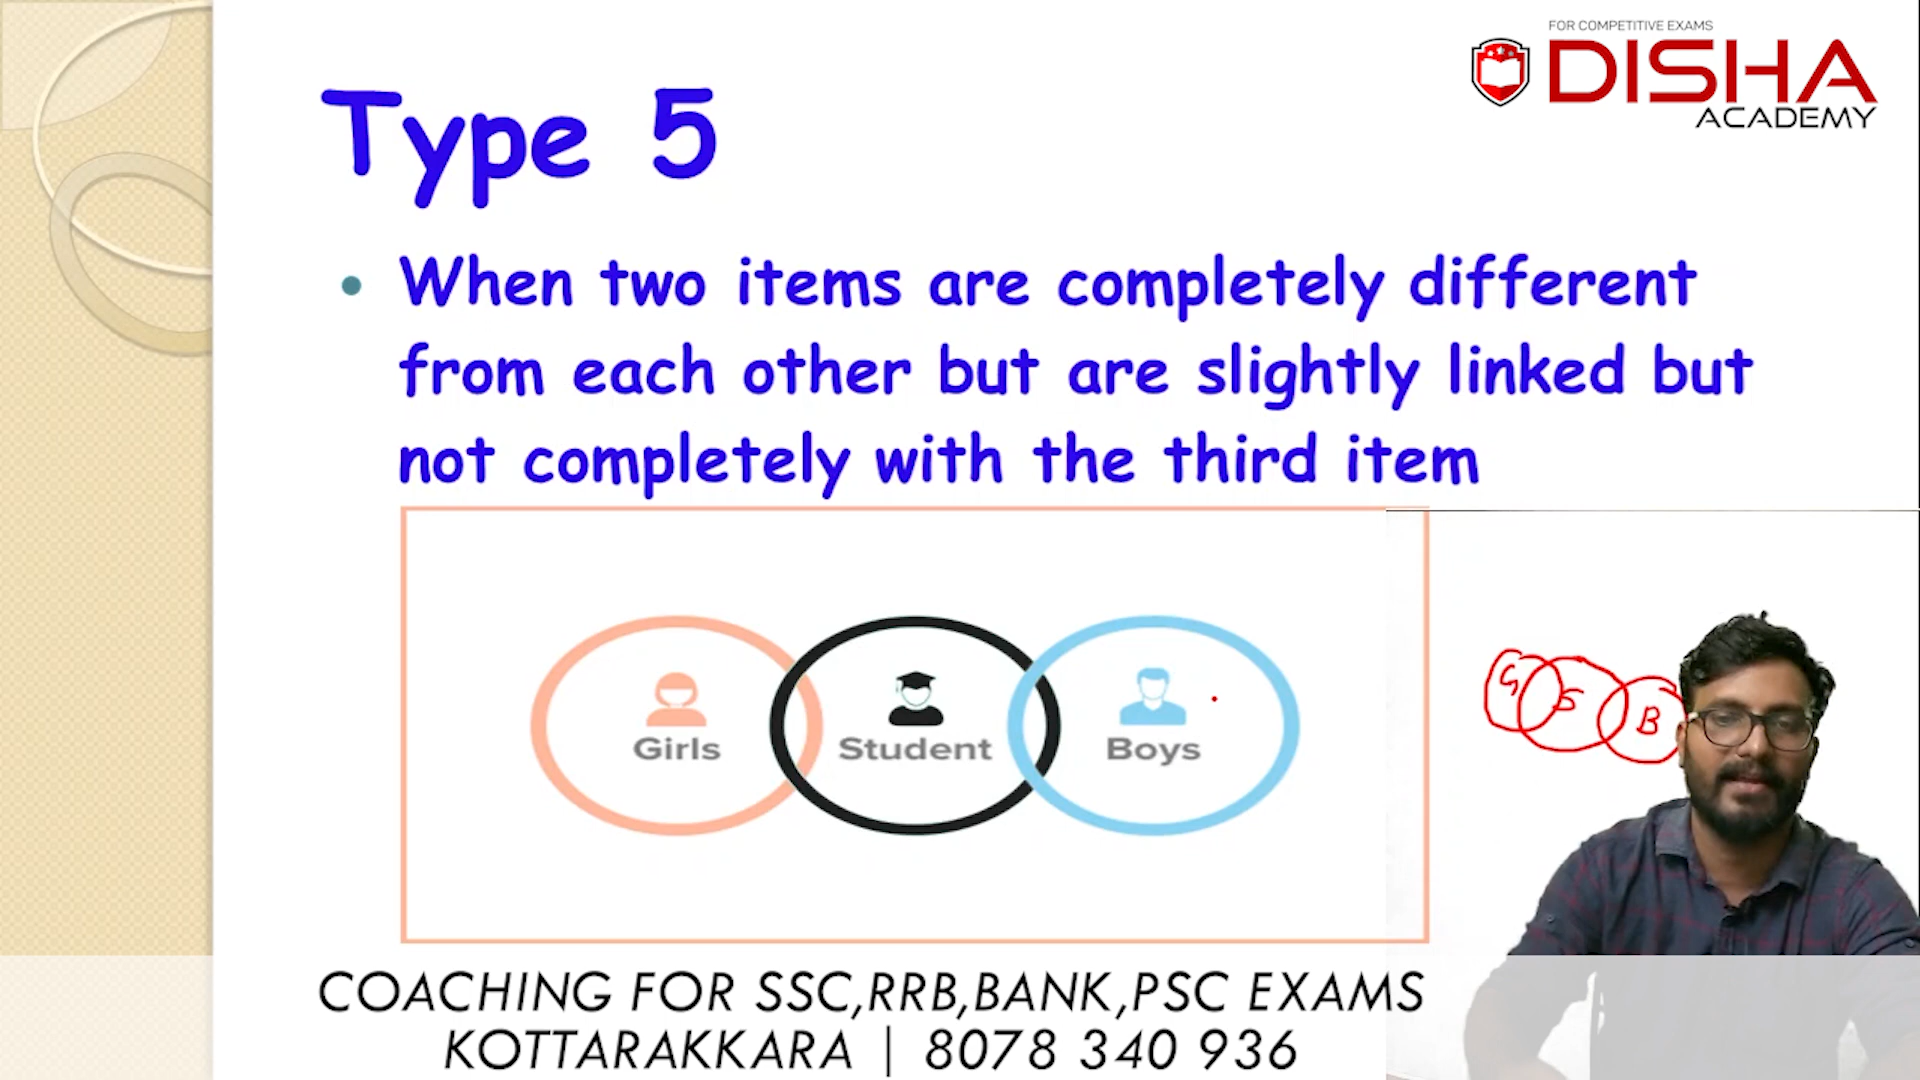 FOR COMPETITIVE EXAMS
DISHA
ACADEMY
Type 5
• When two items are completely different
from each other but are slightly linked but
not completely with the third item
Girls
Student
Boys
G
S
B
COACHING FOR SSC,RRB,BANK,PSC EXAMS
KOTTARAKKARA | 8078 340 936